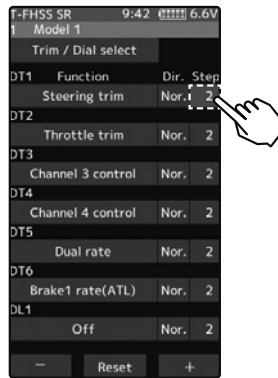 T-FHSS SR 9:42 6.6V
1 Model 1
Trim / Dial select
DT1 Function Dir. Step
Steering trim Nor. 2
DT2
Throttle trim Nor. 2
DT3
Channel 3 control Nor. 2
DT4
Channel 4 control Nor. 2
DT5
Dual rate Nor. 2
DT6
Brake1 rate(ATL) Nor. 2
DL1
Off Nor. 2
− Reset +